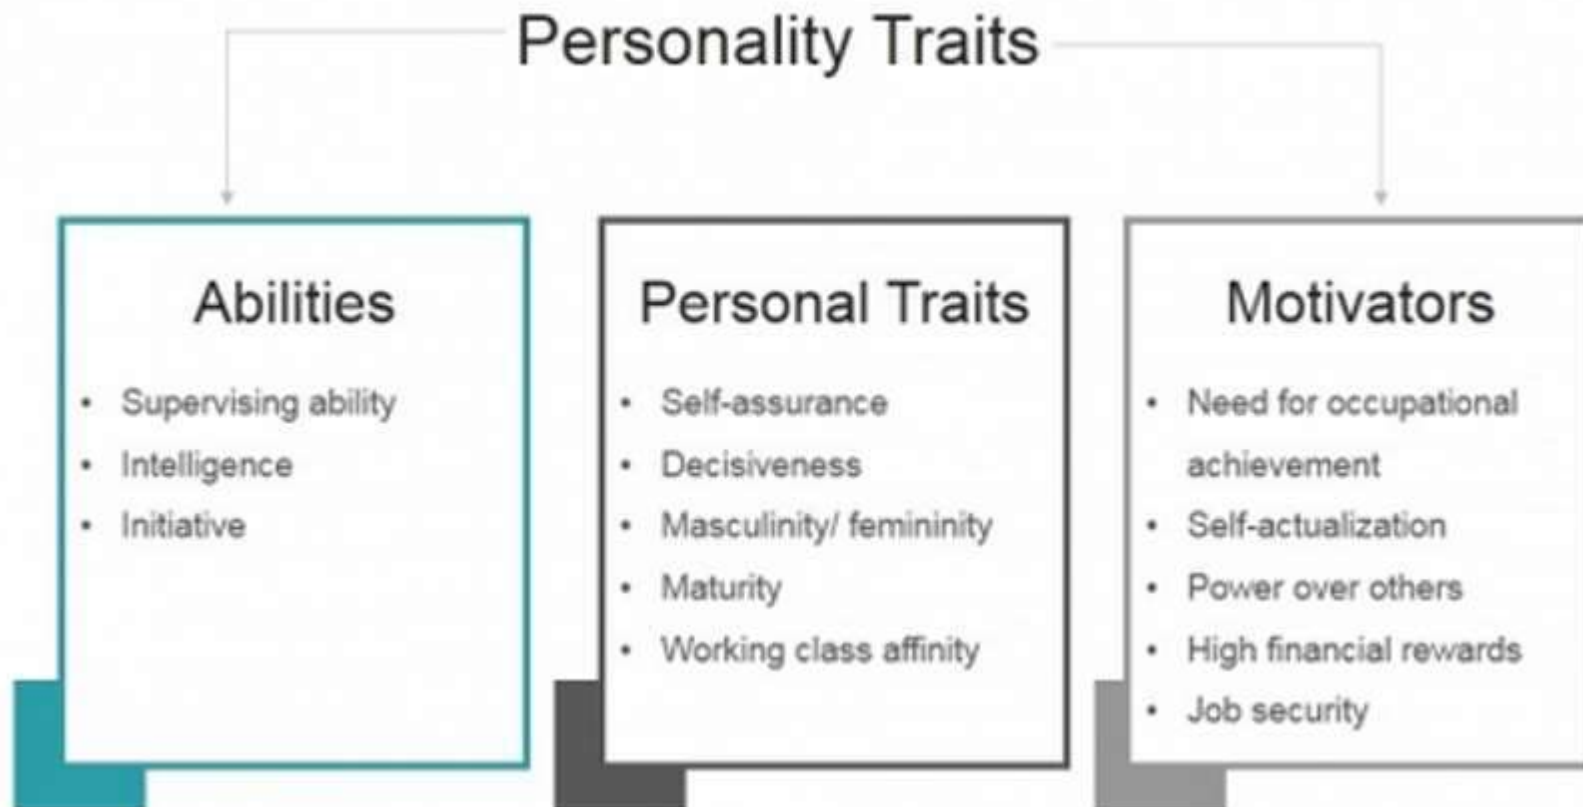 Personality Traits
Abilities
• Supervising ability
• Intelligence
• Initiative
Personal Traits
• Self-assurance
• Decisiveness
• Masculinity/ femininity
• Maturity
• Working class affinity
Motivators
• Need for occupational
achievement
• Self-actualization
• Power over others
• High financial rewards
• Job security